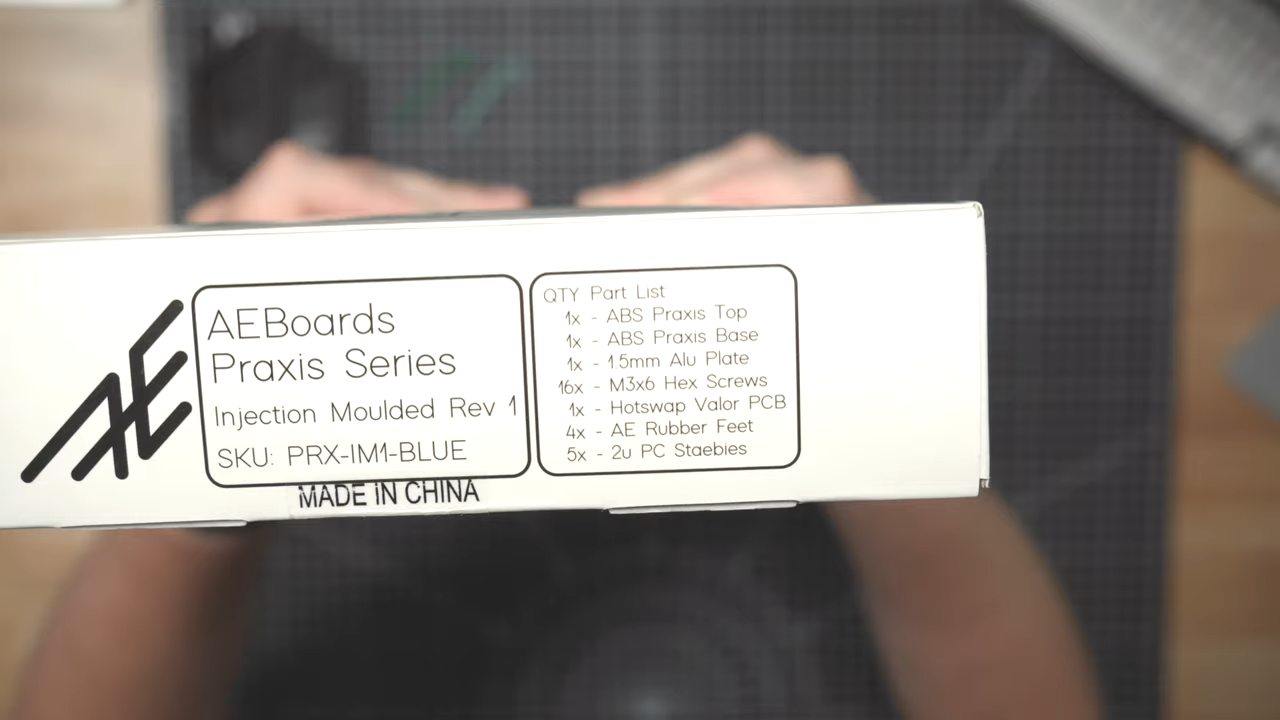 AE
AEBoards
Praxis Series
Injection Moulded Rev 1
SKU: PRX-IM1-BLUE
QTY Part List
1x - ABS Praxis Top
1x - ABS Praxis Base
1x - 1.5mm Alu Plate
16x - M3x6 Hex Screws
1x - Hotswap Valor PCB
4x - AE Rubber Feet
5x - 2u PC Staebies
MADE iN CHINA